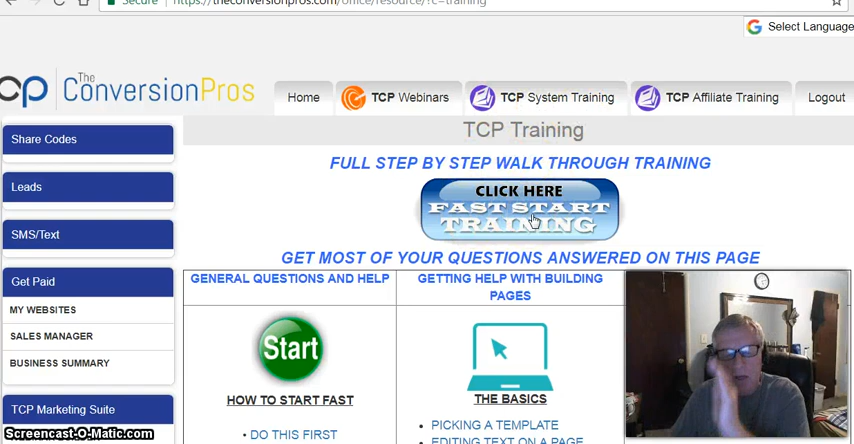 Secure https://theconversionpros.com/office/resource/?c=training
Select Language
The
ConversionPros
Home
TCP Webinars
TCP System Training
TCP Affiliate Training
Logout
Share Codes
Leads
SMS/Text
Get Paid
MY WEBSITES
SALES MANAGER
BUSINESS SUMMARY
TCP Marketing Suite
TCP Training
FULL STEP BY STEP WALK THROUGH TRAINING
CLICK HERE
FAST START
TRAINING
GET MOST OF YOUR QUESTIONS ANSWERED ON THIS PAGE
GENERAL QUESTIONS AND HELP
Start
HOW TO START FAST
• DO THIS FIRST
GETTING HELP WITH BUILDING
PAGES
THE BASICS
• PICKING A TEMPLATE
EDITING TEXT ON A PAGE
Screencast-O-Matic.com